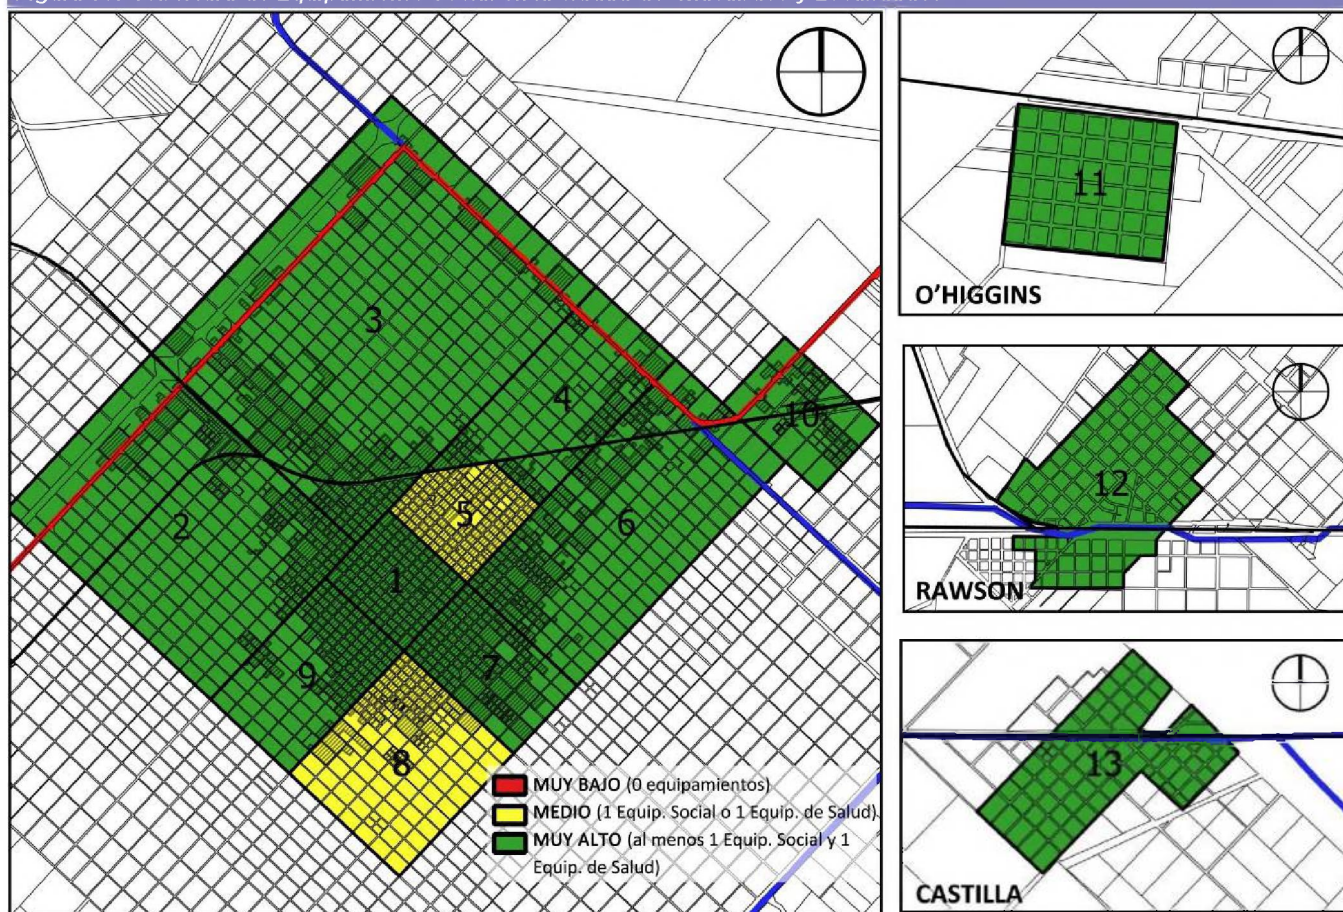 3
4
10
5
2
6
1
9
7
8
MUY BAJO (0 equipamientos)
MEDIO (1 Equip. Social o 1 Equip. de Salud)
MUY ALTO (al menos 1 Equip. Social y 1
Equip. de Salud)
11
O'HIGGINS
12
RAWSON
13
CASTILLA